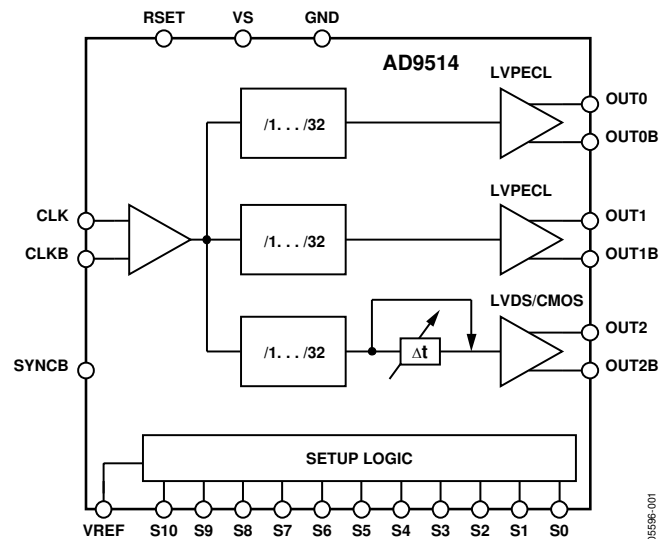 RSET VS GND
AD9514
LVPECL
OUT0
/1. . . /32
OUT0B
LVPECL
CLK
OUT1
/1. . . /32
CLKB
OUT1B
LVDS/CMOS
OUT2
/1. . . /32
Δt
SYNCB
OUT2B
SETUP LOGIC
VREF S10 S9 S8 S7 S6 S5 S4 S3 S2 S1 S0
05596-001